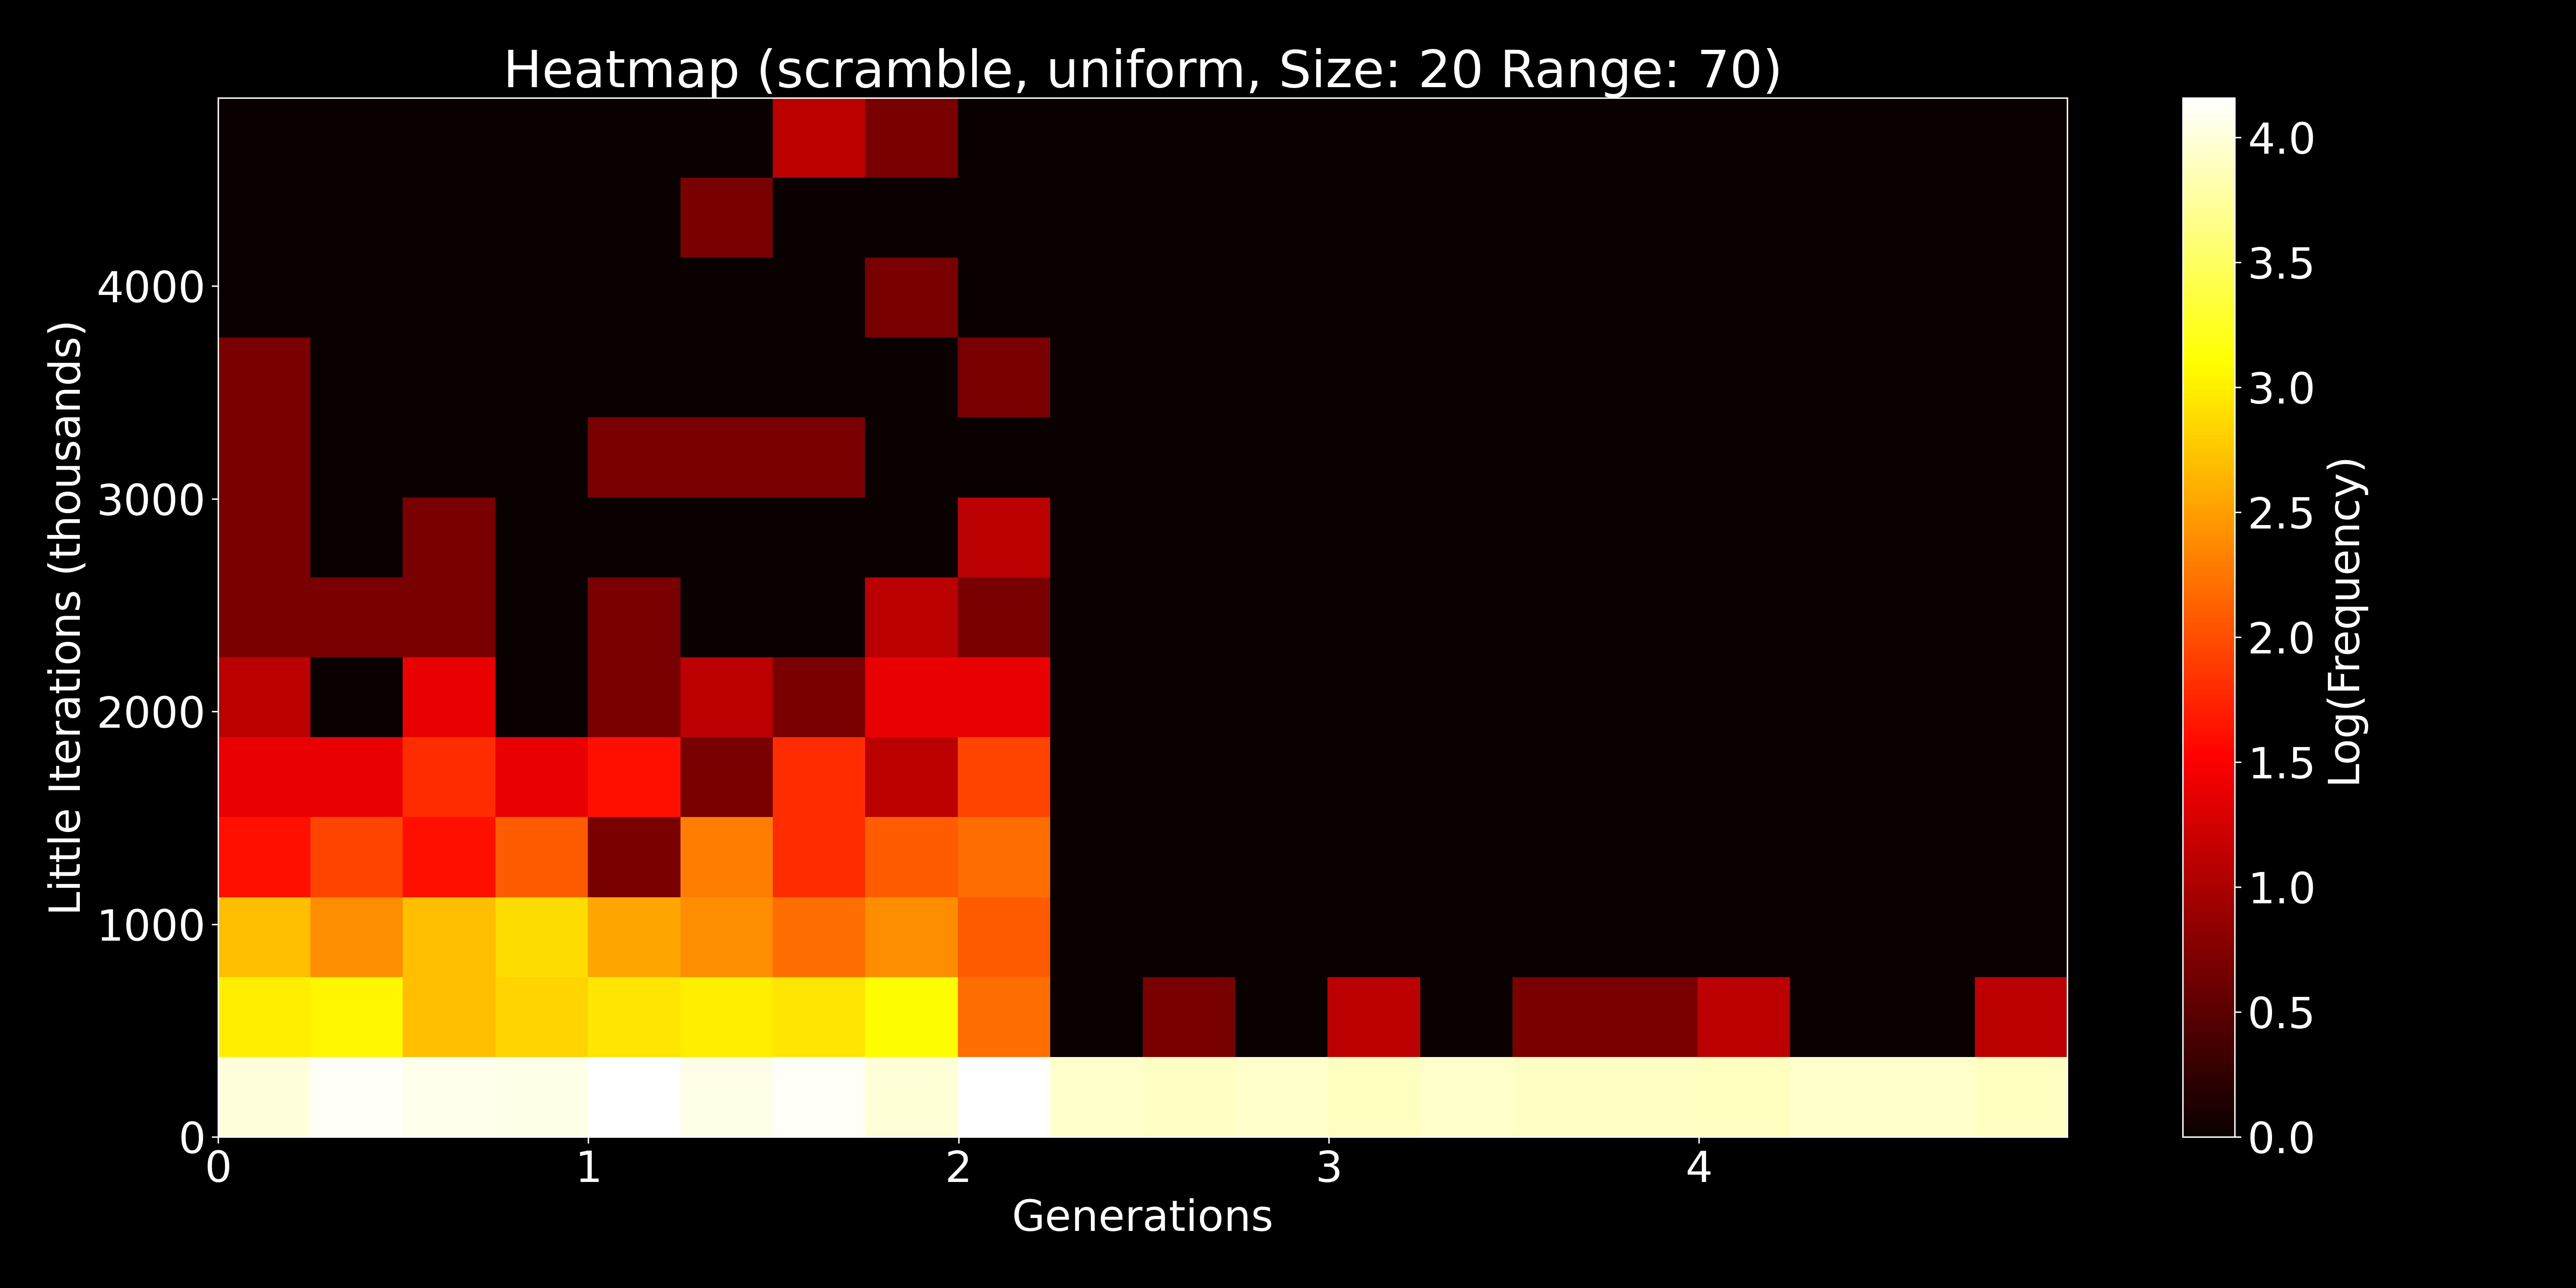 Heatmap (scramble, uniform, Size: 20 Range: 70)
Little Iterations (thousands)
4000
3000
2000
1000
0
0 1 2 3 4
Generations
4.0
3.5
3.0
2.5
2.0
1.5
1.0
0.5
0.0
Log(Frequency)